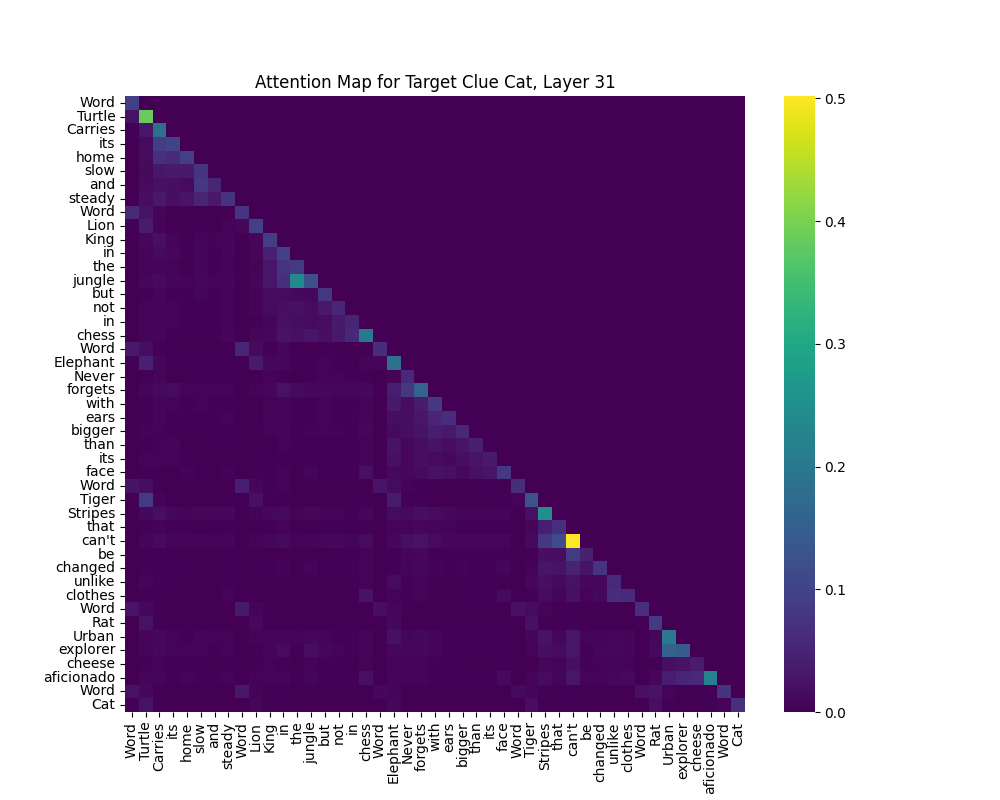 Attention Map for Target Clue Cat, Layer 31
Word
Turtle
Carries
its
home
slow
and
steady
Word
Lion
King
in
the
jungle
but
not
in
chess
Word
Elephant
Never
forgets
with
ears
bigger
than
its
face
Word
Tiger
Stripes
that
can't
be
changed
unlike
clothes
Word
Rat
Urban
explorer
cheese
aficionado
Word
Cat
Word
Turtle
Carries
its
home
slow
and
steady
Word
Lion
King
in
the
jungle
but
not
in
chess
Word
Elephant
Never
forgets
with
ears
bigger
than
its
face
Word
Tiger
Stripes
that
can't
be
changed
unlike
clothes
Word
Rat
Urban
explorer
cheese
aficionado
Word
Cat
0.5
0.4
0.3
0.2
0.1
0.0